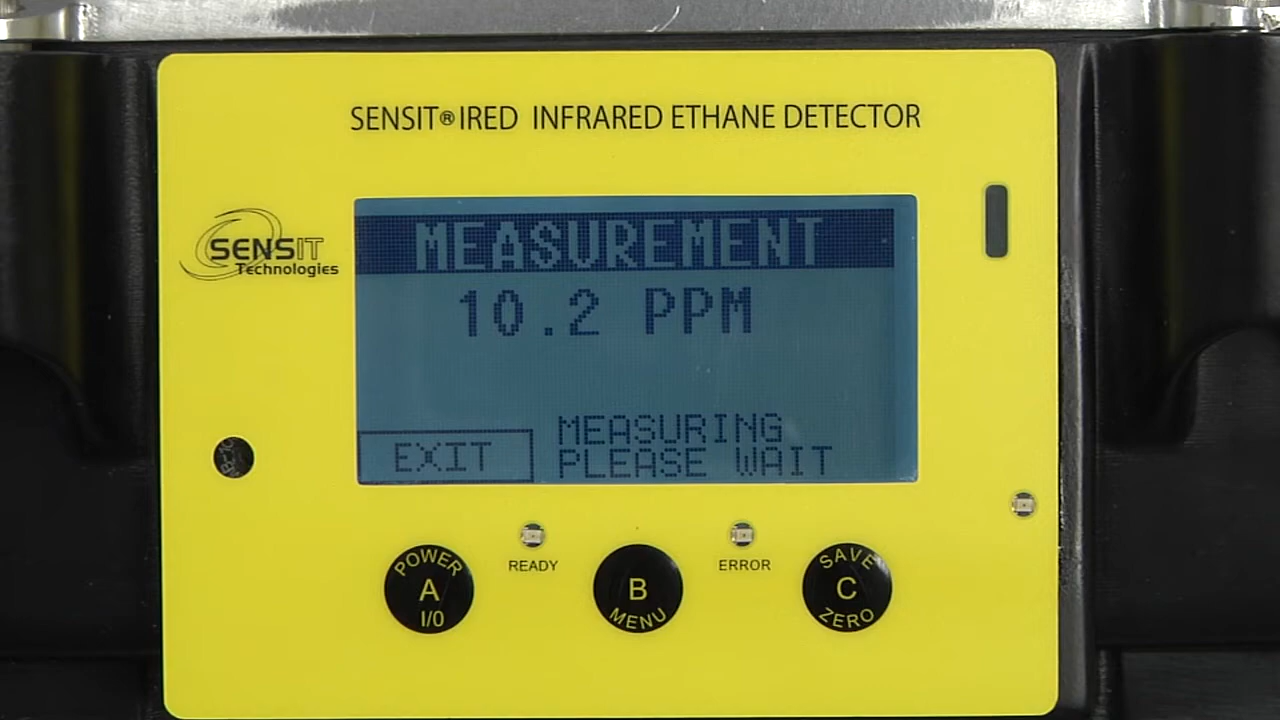 SENSIT® IRED INFRARED ETHANE DETECTOR
SENSIT
Technologies
MEASUREMENT
10.2 PPM
MEASURING
EXIT
PLEASE WAIT
READY
ERROR
POWER
A
I/O
B
MENU
SAVE
C
ZERO